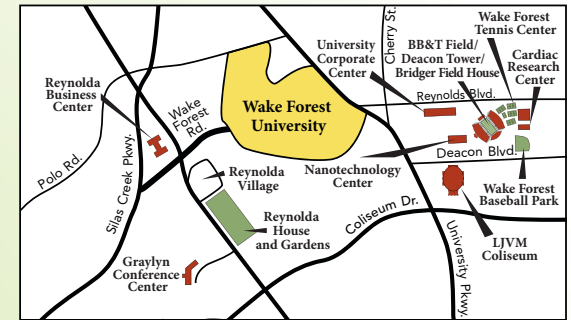 Wake Forest
Tennis Center
Cherry St.
University
Corporate
Center
BB&T Field/
Deacon Tower/
Bridger Field House
Cardiac
Research
Center
Reynolda
Business
Center
Wake
Forest
Rd.
Wake Forest
University
Reynolds Blvd.
Deacon Blvd.
Polo Rd.
Silas Creek Pkwy.
Reynolda
Village
Nanotechnology
Center
Wake Forest
Baseball Park
Reynolda
House
and Gardens
Coliseum Dr.
University Pkwy.
LJVM
Coliseum
Graylyn
Conference
Center